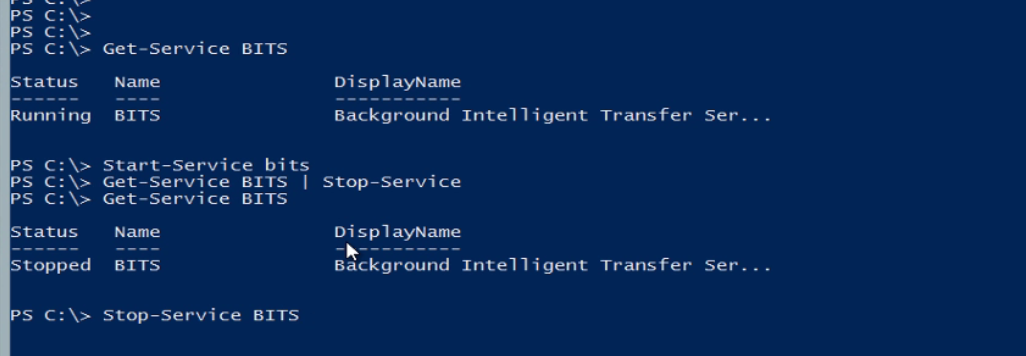 PS C:\>
PS C:\>
PS C:\>
PS C:\> Get-Service BITS
Status   Name               DisplayName
------   ----               -----------
Running  BITS               Background Intelligent Transfer Ser...
PS C:\> Start-Service bits
PS C:\> Get-Service BITS | Stop-Service
PS C:\> Get-Service BITS
Status   Name               DisplayName
------   ----               -----------
Stopped  BITS               Background Intelligent Transfer Ser...
PS C:\> Stop-Service BITS